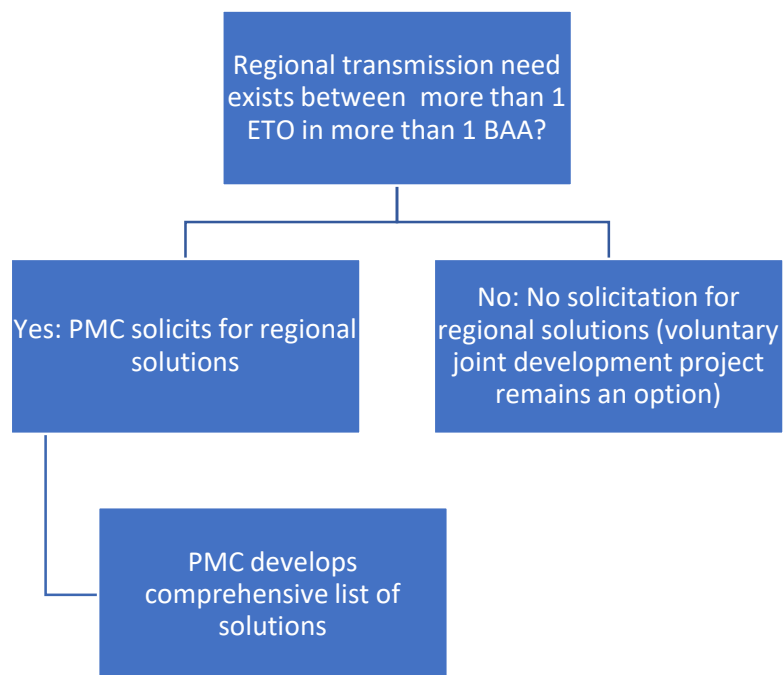 Regional transmission need
exists between  more than 1
ETO in more than 1 BAA?
Yes: PMC solicits for regional
solutions
No: No solicitation for
regional solutions (voluntary
joint development project
remains an option)
PMC develops
comprehensive list of
solutions